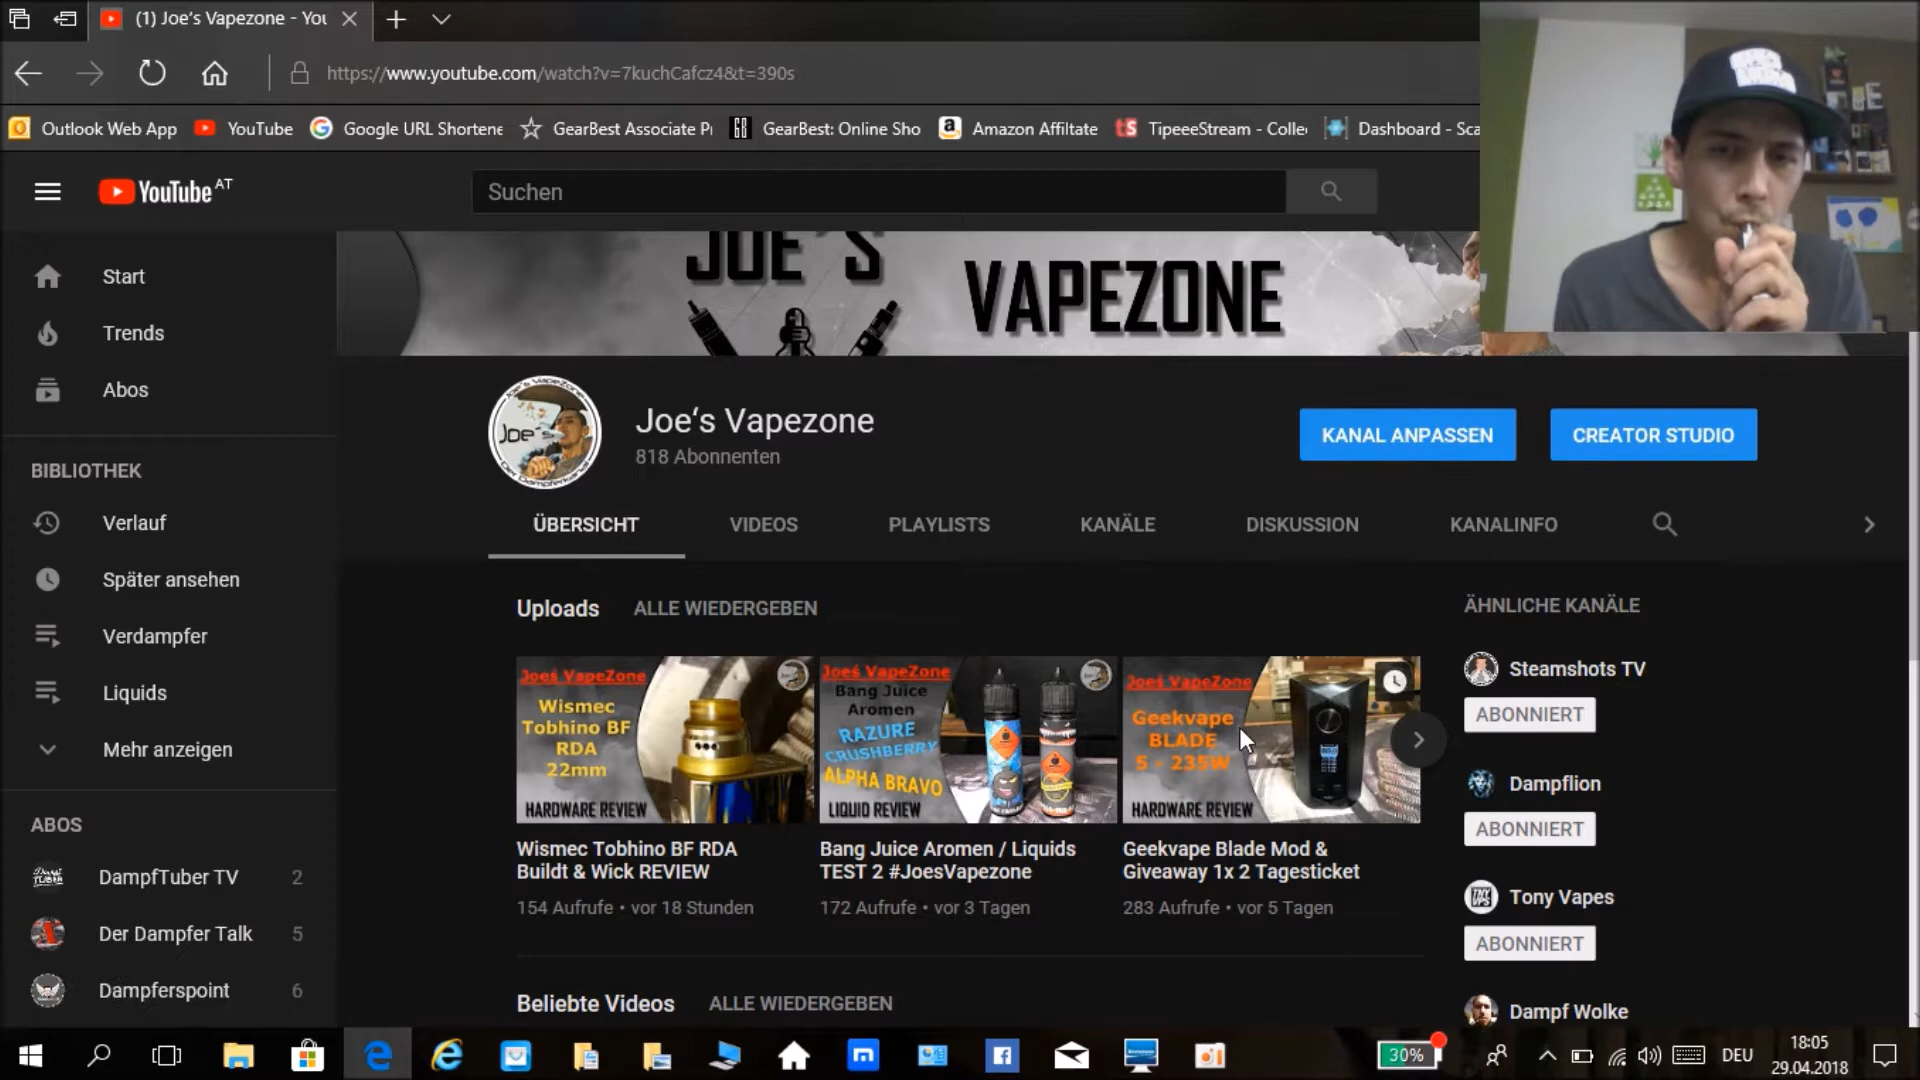 (1) Joe's Vapezone - You
https://www.youtube.com/watch?v=7kuchCafcz4&t=390s
Outlook Web App
YouTube
Google URL Shortene
GearBest Associate P
GearBest: Online Sho
Amazon Affiltate
TipeeeStream - Colle
Dashboard - Sca
YouTube AT
Suchen
JOE´S
VAPEZONE
Start
Trends
Abos
BIBLIOTHEK
Verlauf
Später ansehen
Verdampfer
Liquids
Mehr anzeigen
ABOS
DampfTuber TV 2
Der Dampfer Talk 5
Dampferspoint 6
Joe‘s Vapezone
818 Abonnenten
KANAL ANPASSEN
CREATOR STUDIO
ÜBERSICHT
VIDEOS
PLAYLISTS
KANÄLE
DISKUSSION
KANALINFO
Uploads
ALLE WIEDERGEBEN
Joeś VapeZone
Wismec
Tobhino BF
RDA
22mm
HARDWARE REVIEW
Joeś VapeZone
Bang Juice
Aromen
RAZURE
CRUSHBERRY
ALPHA BRAVO
LIQUID REVIEW
Joeś VapeZone
Geekvape
BLADE
5 - 235W
HARDWARE REVIEW
Wismec Tobhino BF RDA
Buildt & Wick REVIEW
154 Aufrufe • vor 18 Stunden
Bang Juice Aromen / Liquids
TEST 2 #JoesVapezone
172 Aufrufe • vor 3 Tagen
Geekvape Blade Mod &
Giveaway 1x 2 Tagesticket
283 Aufrufe • vor 5 Tagen
Beliebte Videos
ALLE WIEDERGEBEN
ÄHNLICHE KANÄLE
Steamshots TV
ABONNIERT
Dampflion
ABONNIERT
Tony Vapes
ABONNIERT
Dampf Wolke
30%
DEU
18:05
29.04.2018